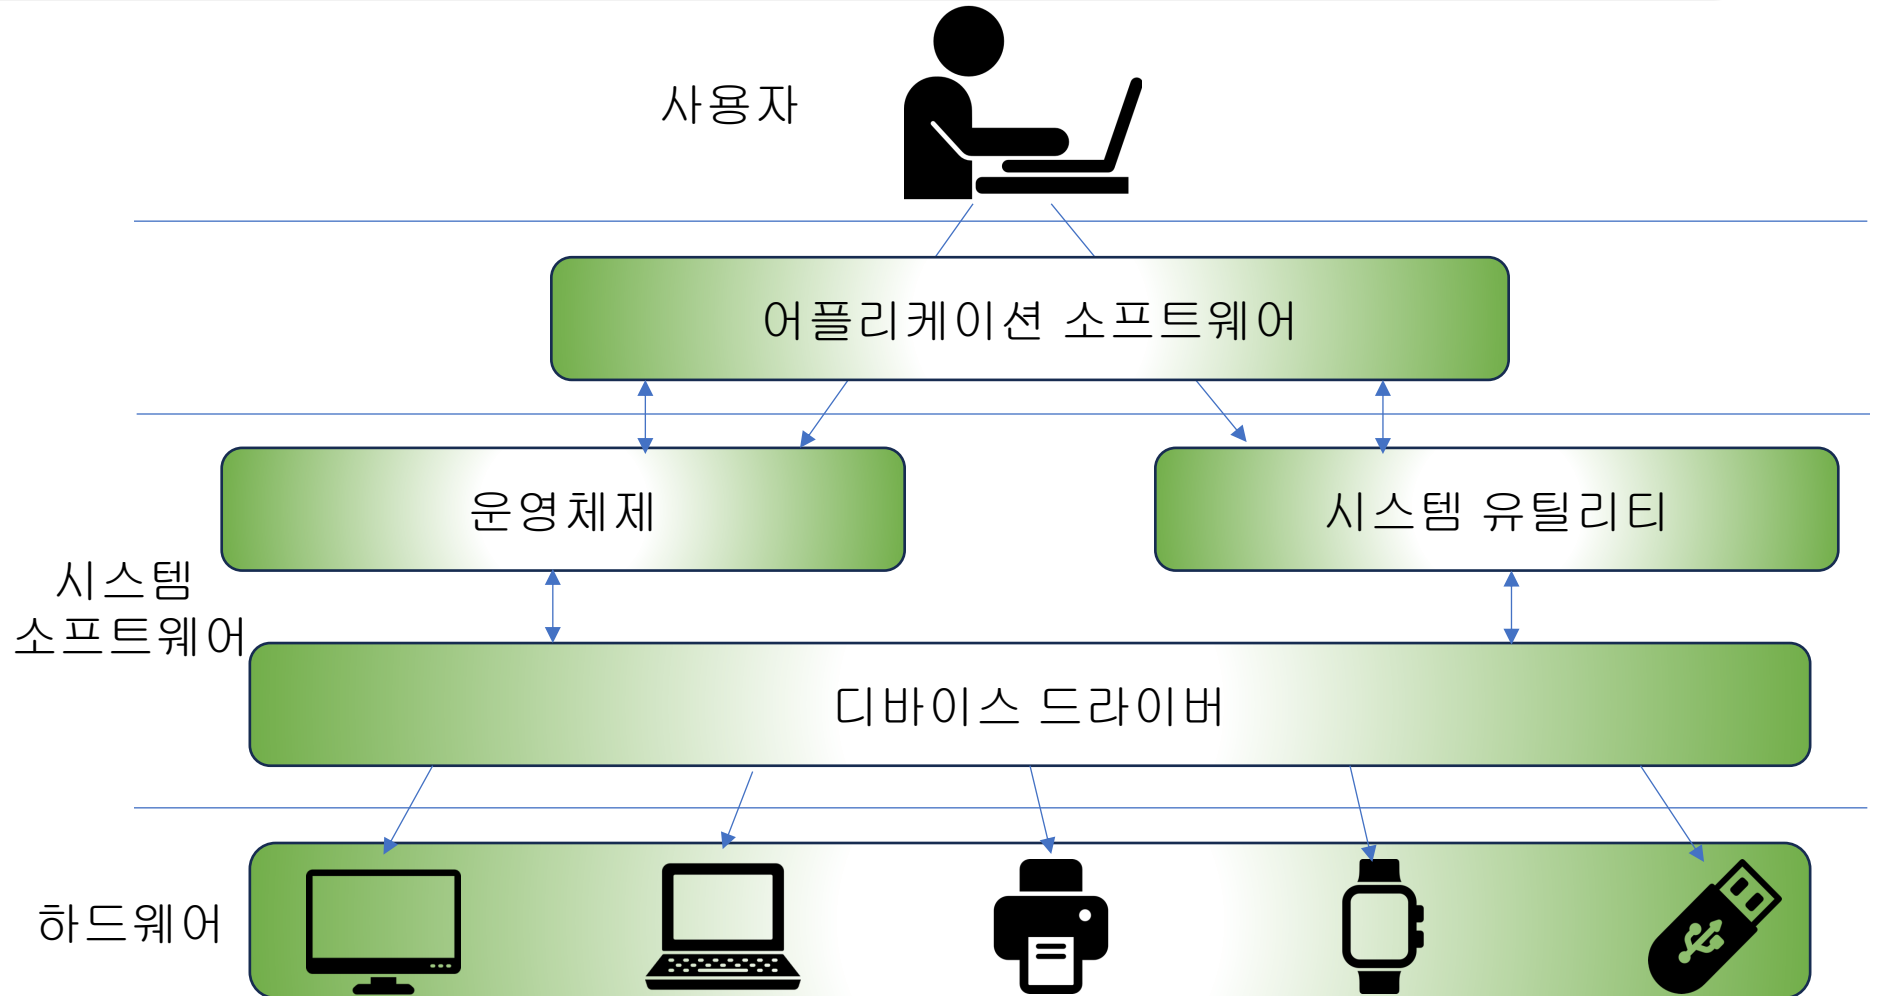 사용자
어플리케이션 소프트웨어
운영체제
시스템 유틸리티
시스템
소프트웨어
디바이스 드라이버
하드웨어